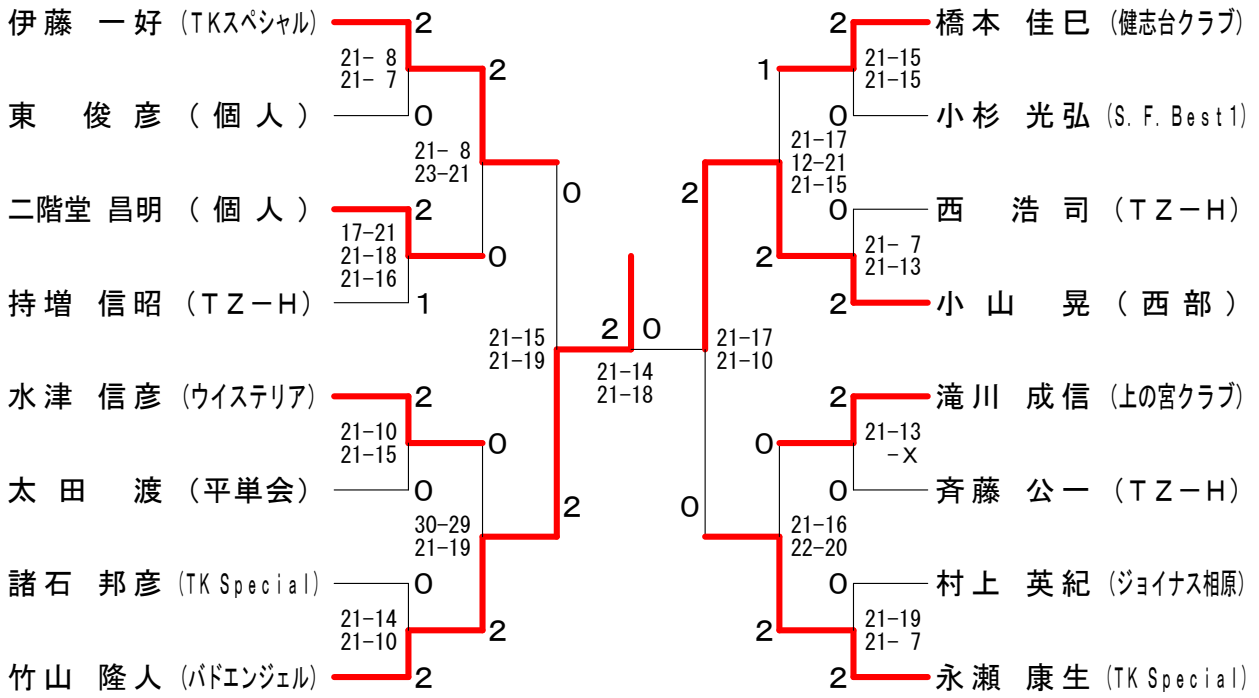 伊藤 一好 (TKスペシャル) 2
21- 8
21- 7
2
東 俊彦 (個人) 0
21- 8
23-21
0
二階堂 昌明 (個人) 2
17-21
21-18
21-16
0
持増 信昭 (TZ-H) 1
21-15
21-19
2 0
21-14
21-18
水津 信彦 (ウイステリア) 2
21-10
21-15
0
太田 渡 (平単会) 0
2
30-29
21-19
諸石 邦彦 (TK Special) 0
21-14
21-10
2
竹山 隆人 (バドエンジェル) 2
2 橋本 佳巳 (健志台クラブ)
1
21-15
21-15
0 小杉 光弘 (S. F. Best1)
21-17
12-21
21-15
2
0 西 浩司 (TZ-H)
2
21- 7
21-13
2 小山 晃 (西部)
21-17
21-10
2 滝川 成信 (上の宮クラブ)
0
21-13
-X
0 斉藤 公一 (TZ-H)
0
21-16
22-20
0 村上 英紀 (ジョイナス相原)
2
21-19
21- 7
2 永瀬 康生 (TK Special)